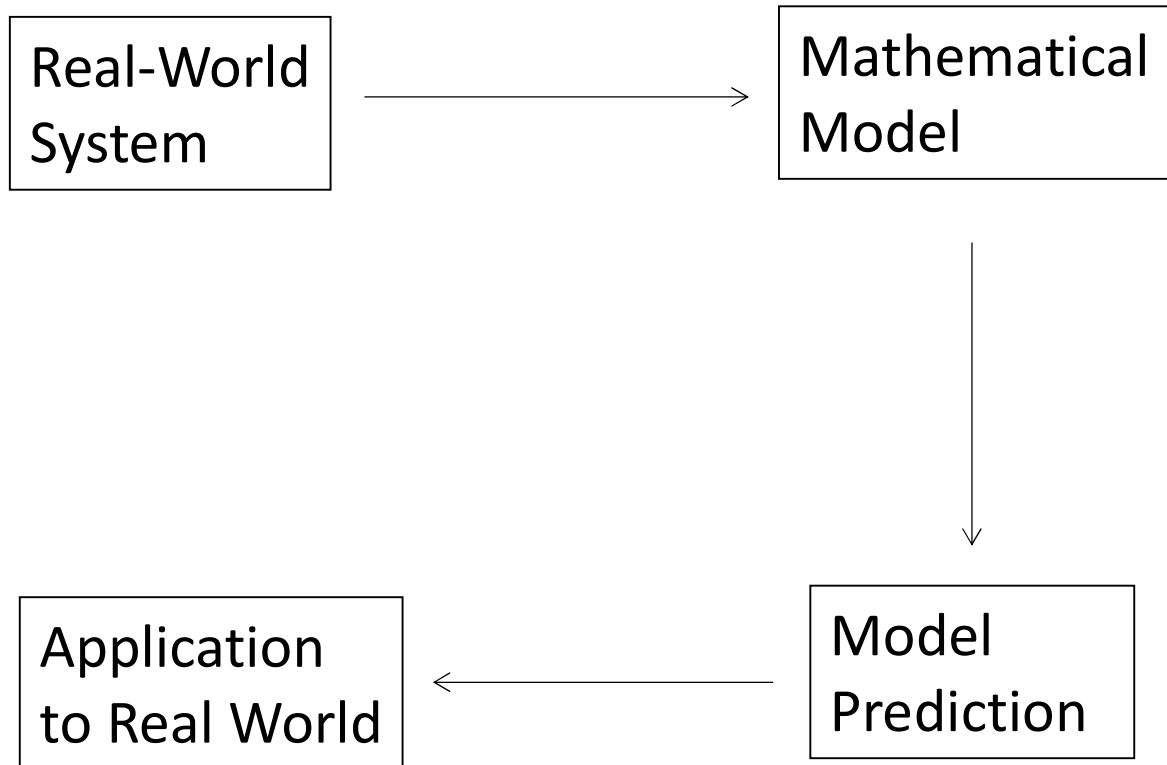 Real-World
System
Mathematical
Model
Model
Prediction
Application
to Real World